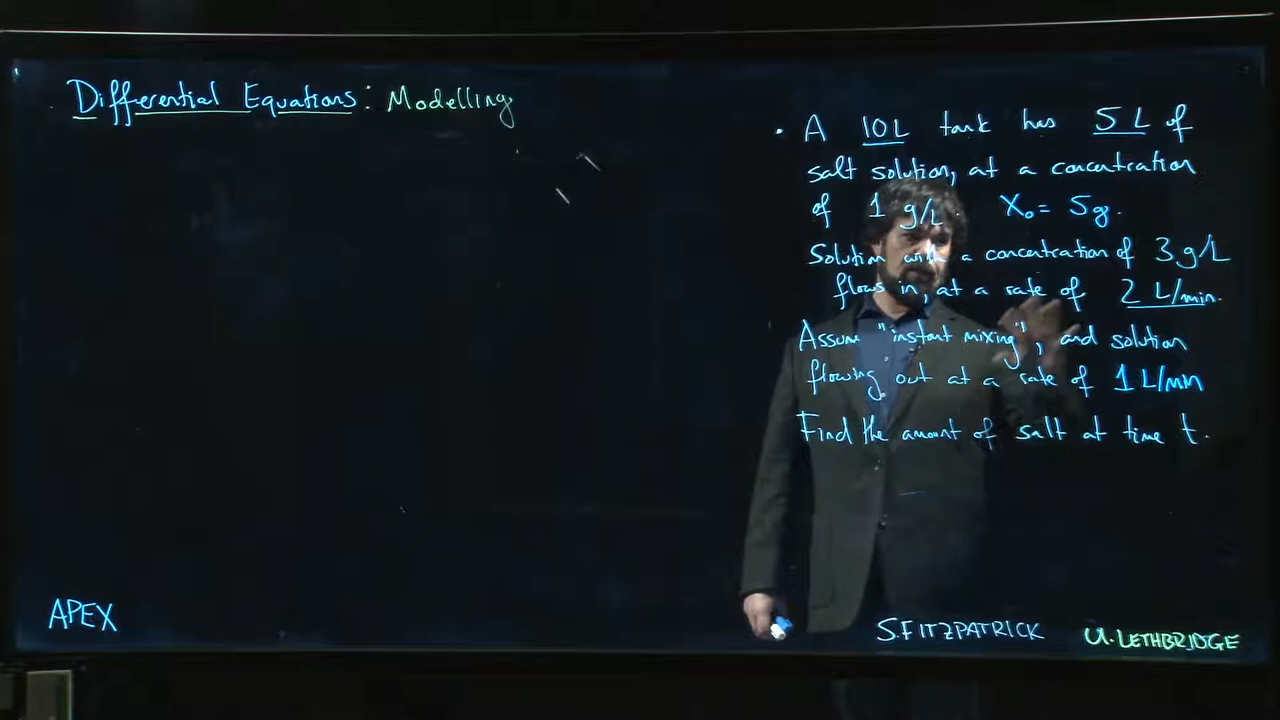 Differential Equations: Modelling
• A 10L tank has 5 L of
salt solution, at a concentration
of 1 g/L. X₀ = 5g.
Solution with a concentration of 3 g/L
flows in, at a rate of 2 L/min.
Assume "instant mixing", and solution
flowing out at a rate of 1 L/min
Find the amount of salt at time t.
APEX
S.FITZPATRICK
U.LETHBRIDGE